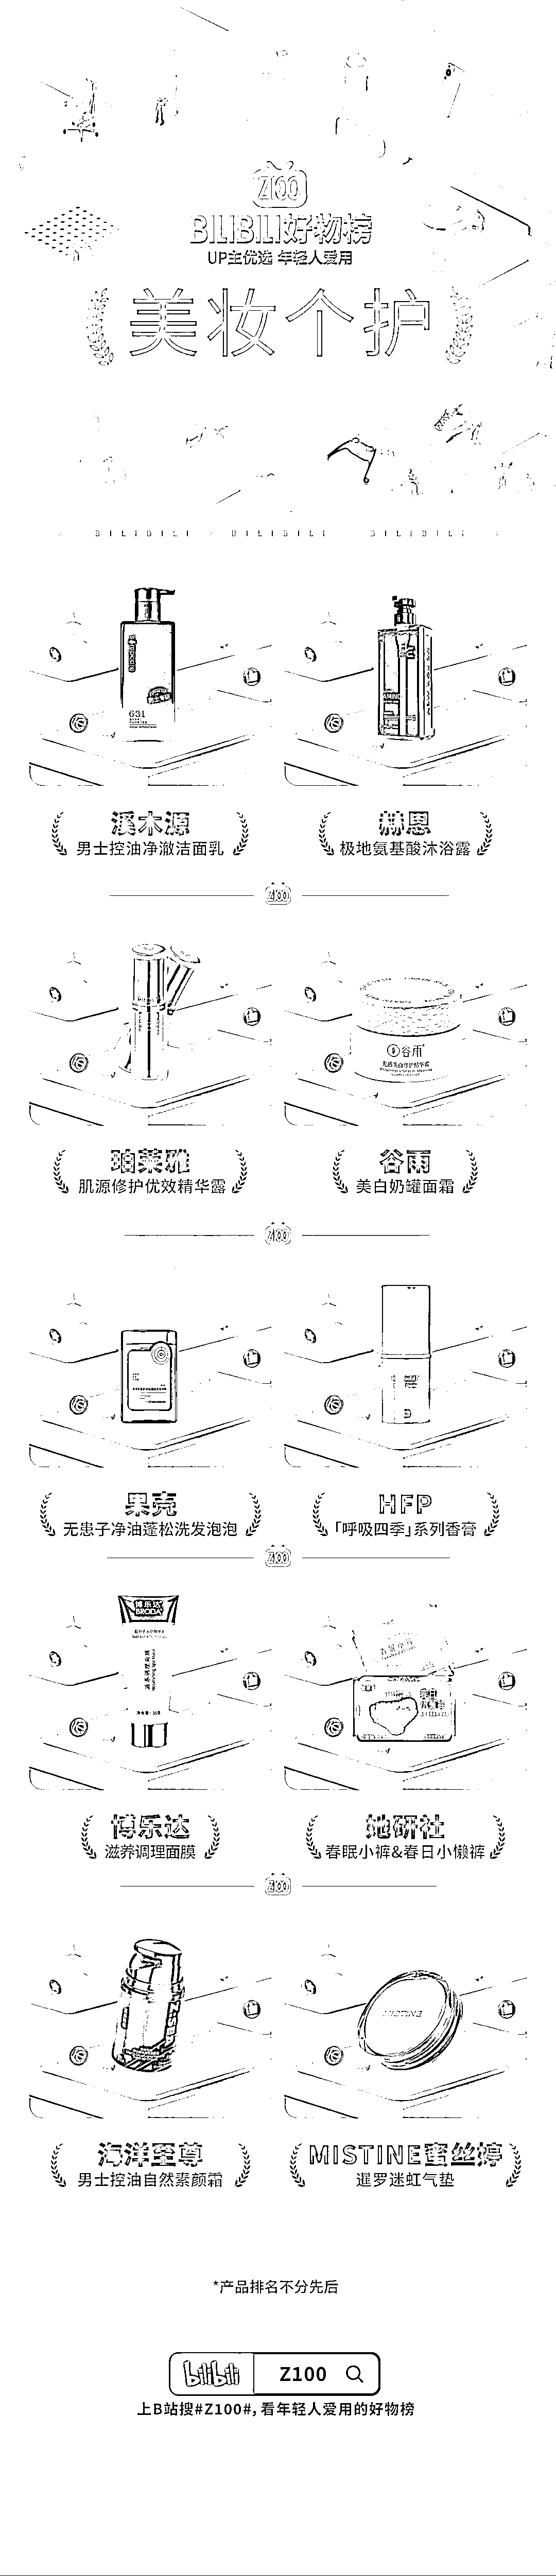 Z100
BILIBILI好物榜
UP主优选 年轻人爱用
美妆个护
BILIBILI BILIBILI BILIBILI
631
溪木源
男士控油净澈洁面乳
赫恩
极地氨基酸沐浴露
Z100
珀莱雅
肌源修护优效精华露
谷雨
谷雨
美白奶罐面霜
Z100
果壳
无患子净油蓬松洗发泡泡
HFP
「呼吸四季」系列香膏
Z100
博乐达
BRODA
博乐达
滋养调理面膜
她研社
春眠小裤&春日小懒裤
Z100
海洋至尊
男士控油自然素颜霜
MISTINE
MISTINE蜜丝婷
暹罗迷虹气垫
*产品排名不分先后
bilibili Z100
上B站搜#Z100#,看年轻人爱用的好物榜